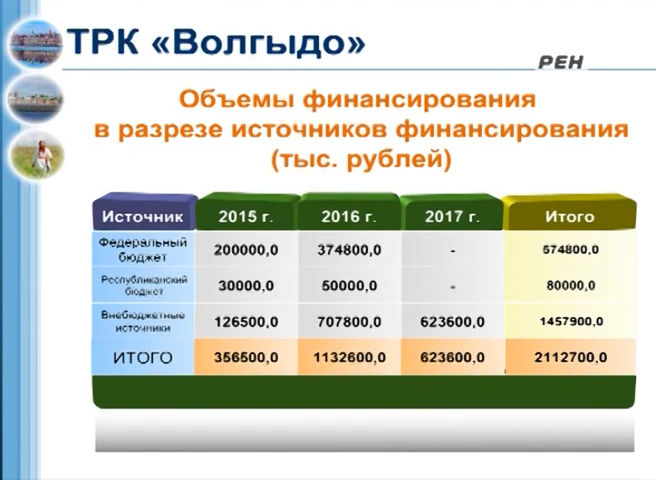 ТРК «Волгыдо»
РЕН
Объемы финансирования
в разрезе источников финансирования
(тыс. рублей)
Источник 2015 г. 2016 г. 2017 г. Итого
Федеральный
бюджет 200000,0 374800,0 - 574800,0
Республиканский
бюджет 30000,0 50000,0 - 80000,0
Внебюджетные
источники 126500,0 707800,0 623600,0 1457900,0
ИТОГО 356500,0 1132600,0 623600,0 2112700,0